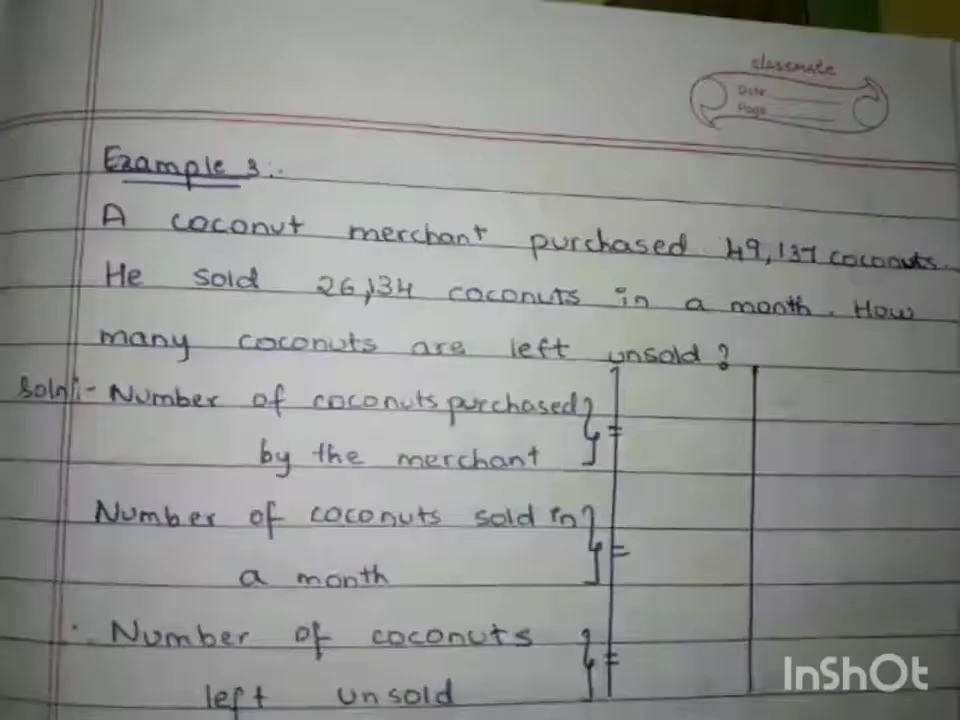 classmate
Date
Page
Example 3:-
A coconut merchant purchased 49,137 coconuts.
He sold 26,134 coconuts in a month. How
many coconuts are left unsold?
Soln:- Number of coconuts purchased } =
by the merchant
Number of coconuts sold in } =
a month
Number of coconuts } =
left unsold
InShOt